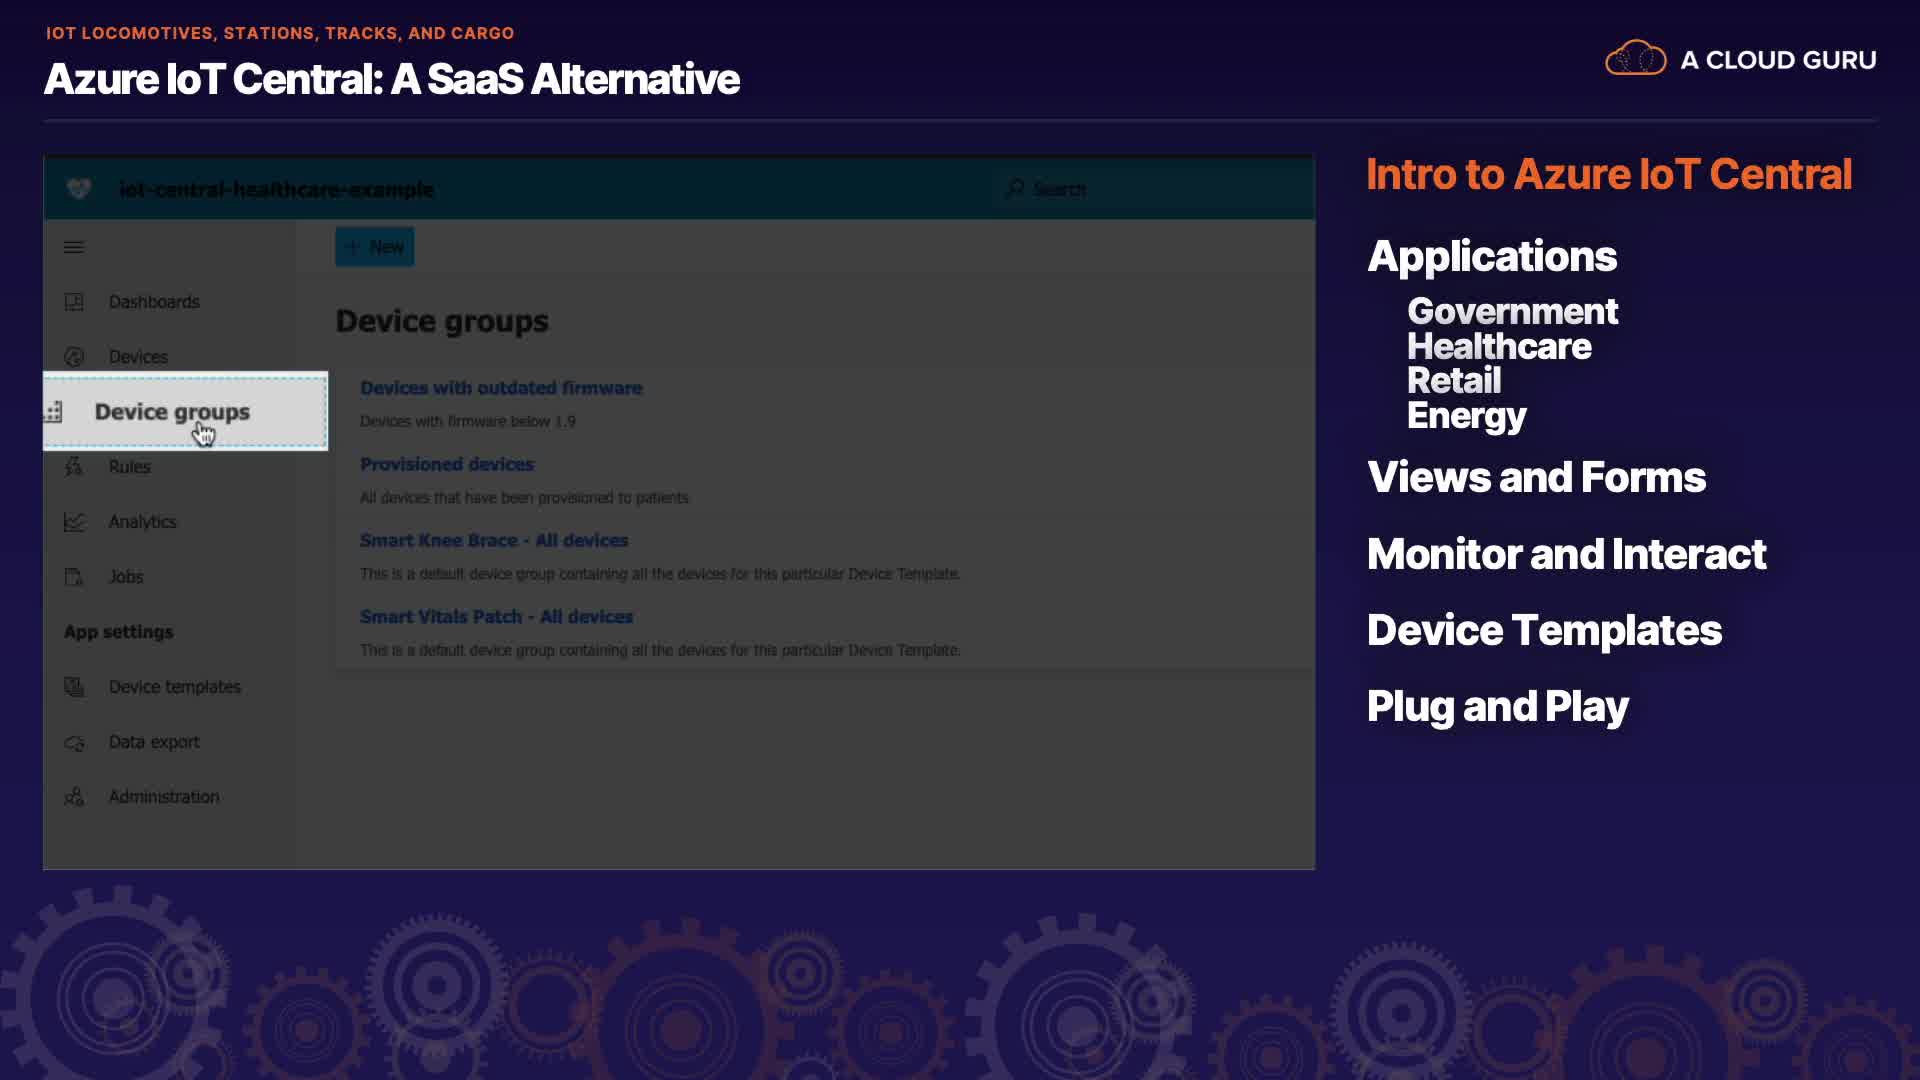 IOT LOCOMOTIVES, STATIONS, TRACKS, AND CARGO
Azure IoT Central: A SaaS Alternative
A CLOUD GURU
iot-central-healthcare-example
Search
+ New
Dashboards
Devices
Device groups
Rules
Analytics
Jobs
App settings
Device templates
Data export
Administration
Device groups
Devices with outdated firmware
Devices with firmware below 1.9
Provisioned devices
All devices that have been provisioned to patients
Smart Knee Brace - All devices
This is a default device group containing all the devices for this particular Device Template.
Smart Vitals Patch - All devices
This is a default device group containing all the devices for this particular Device Template.
Intro to Azure IoT Central
Applications
Government
Healthcare
Retail
Energy
Views and Forms
Monitor and Interact
Device Templates
Plug and Play